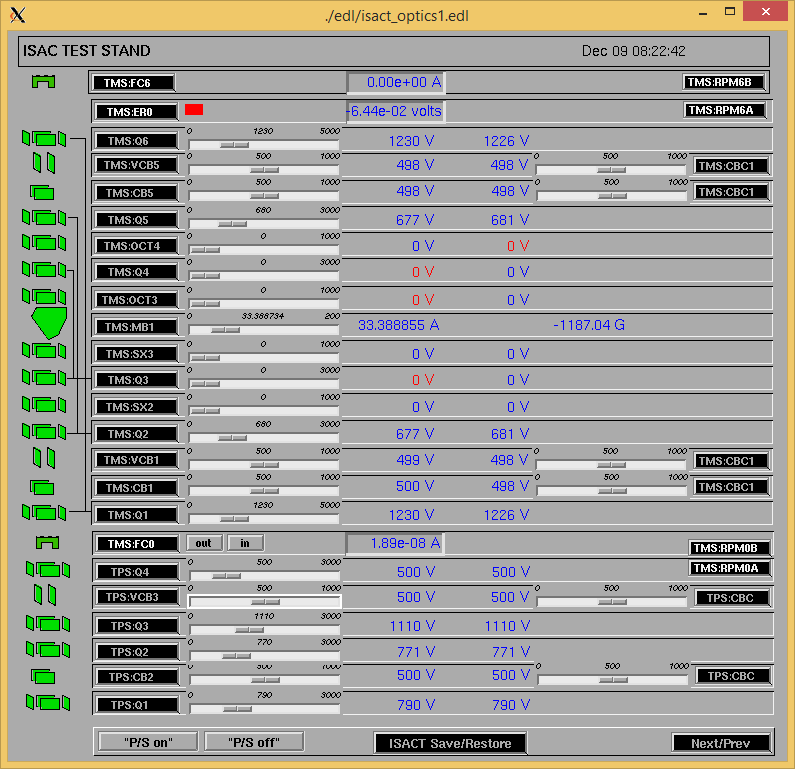 ./edl/isact_optics1.edl
ISAC TEST STAND Dec 09 08:22:42
TMS:FC6 0.00e+00 A TMS:RPM6B
TMS:ER0 -6.44e-02 volts TMS:RPM6A
TMS:Q6 0 1230 5000 1230 V 1226 V
TMS:VCB5 0 500 1000 498 V 498 V 0 500 1000 TMS:CBC1
TMS:CB5 0 500 1000 498 V 498 V 0 500 1000 TMS:CBC1
TMS:Q5 0 680 3000 677 V 681 V
TMS:OCT4 0 0 1000 0 V 0 V
TMS:Q4 0 0 3000 0 V 0 V
TMS:OCT3 0 0 1000 0 V 0 V
TMS:MB1 0 33.388734 200 33.388855 A -1187.04 G
TMS:SX3 0 0 1000 0 V 0 V
TMS:Q3 0 0 3000 0 V 0 V
TMS:SX2 0 0 1000 0 V 0 V
TMS:Q2 0 680 3000 677 V 681 V
TMS:VCB1 0 500 1000 499 V 498 V 0 500 1000 TMS:CBC1
TMS:CB1 0 500 1000 500 V 498 V 0 500 1000 TMS:CBC1
TMS:Q1 0 1230 5000 1230 V 1226 V
TMS:FC0 out in 1.89e-08 A TMS:RPM0B
TPS:Q4 0 500 3000 500 V 500 V TMS:RPM0A
TPS:VCB3 0 500 1000 500 V 500 V 0 500 1000 TPS:CBC
TPS:Q3 0 1110 3000 1110 V 1110 V
TPS:Q2 0 770 3000 771 V 771 V
TPS:CB2 0 500 1000 500 V 500 V 0 500 1000 TPS:CBC
TPS:Q1 0 790 3000 790 V 790 V
"P/S on" "P/S off" ISACT Save/Restore Next/Prev